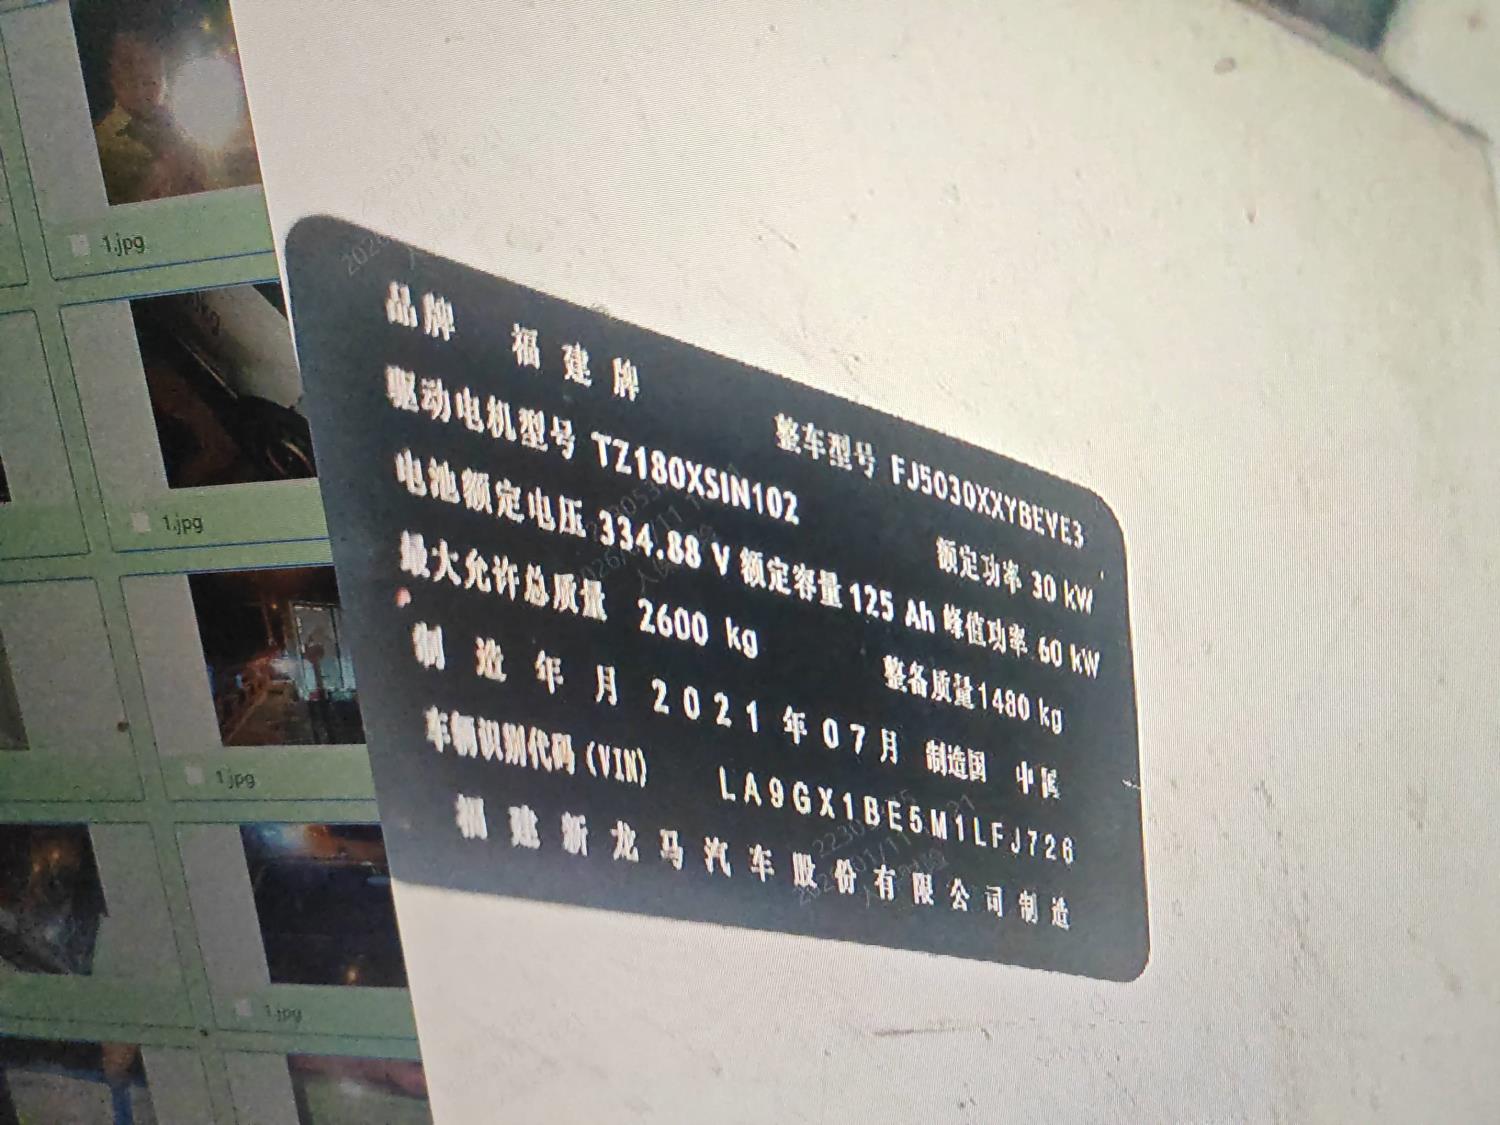 1.jpg
1.jpg
1.jpg
1.jpg
品牌 福建牌
整车型号 FJ5030XXYBEVE3
驱动电机型号 TZ180XSIN102
额定功率 30 kW
电池额定电压 334.88 V 额定容量 125 Ah 峰值功率 60 kW
最大允许总质量 2600 kg 整备质量 1480 kg
制造年月 2021年07月 制造国 中国
车辆识别代码(VIN) LA9GX1BE5M1LFJ726
福建新龙马汽车股份有限公司制造